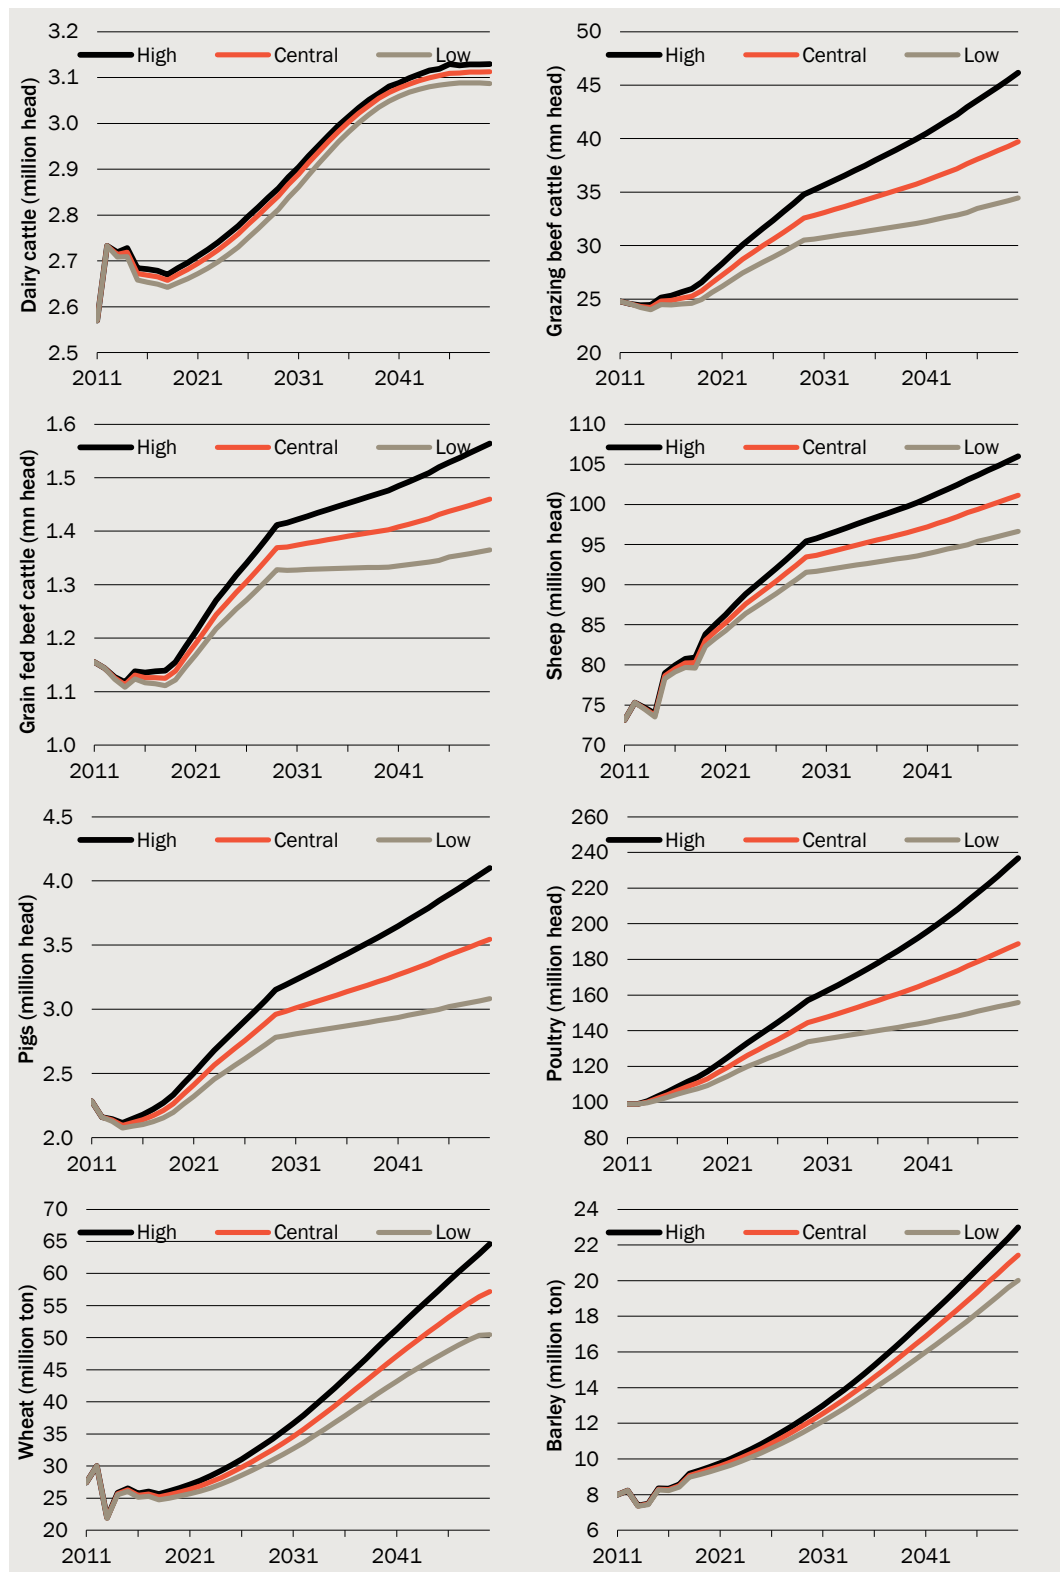 Dairy cattle (million head)
3.2
High Central Low
3.1
3.0
2.9
2.8
2.7
2.6
2.5
2011 2021 2031 2041
Grazing beef cattle (mn head)
50
High Central Low
45
40
35
30
25
20
2011 2021 2031 2041
Grain fed beef cattle (mn head)
1.6
High Central Low
1.5
1.4
1.3
1.2
1.1
1.0
2011 2021 2031 2041
Sheep (million head)
110
High Central Low
105
100
95
90
85
80
75
70
2011 2021 2031 2041
Pigs (million head)
4.5
High Central Low
4.0
3.5
3.0
2.5
2.0
2011 2021 2031 2041
Poultry (million head)
260
High Central Low
240
220
200
180
160
140
120
100
80
2011 2021 2031 2041
Wheat (million ton)
70
High Central Low
65
60
55
50
45
40
35
30
25
20
2011 2021 2031 2041
Barley (million ton)
24
High Central Low
22
20
18
16
14
12
10
8
6
2011 2021 2031 2041